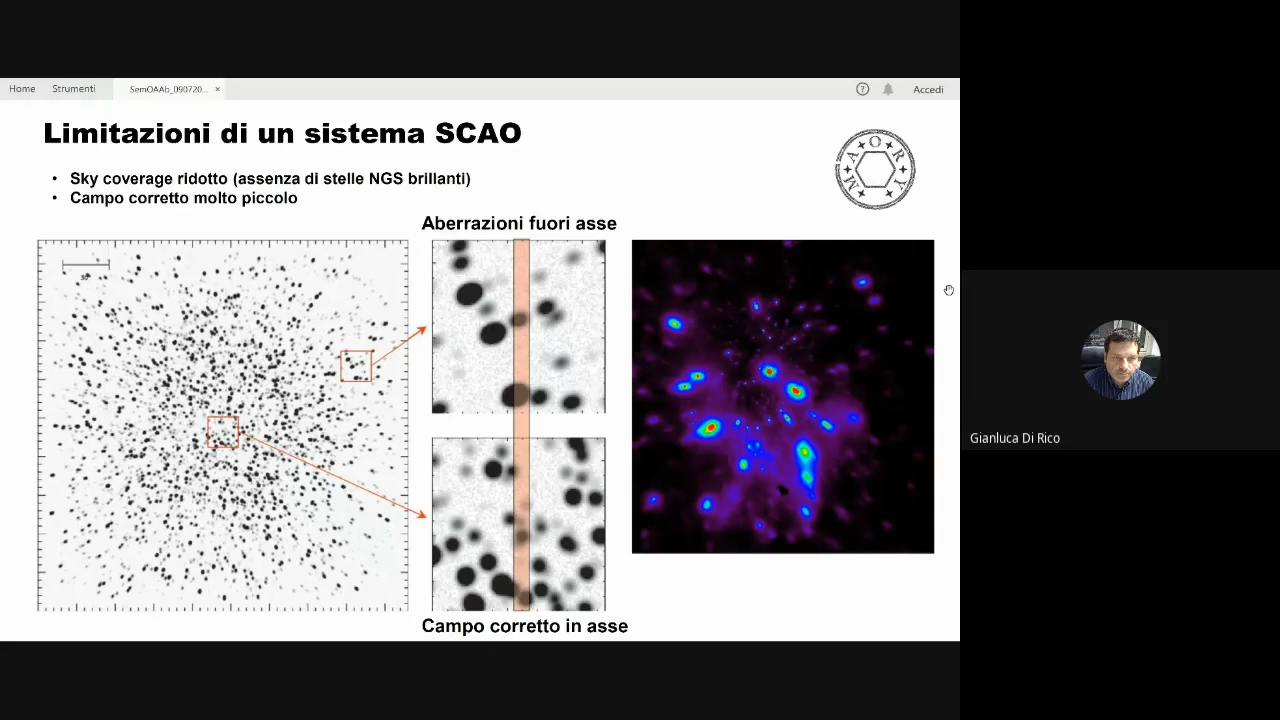 Home Strumenti SemOAAb_090720... × ? Accedi
Limitazioni di un sistema SCAO
MAORY
• Sky coverage ridotto (assenza di stelle NGS brillanti)
• Campo corretto molto piccolo
Aberrazioni fuori asse
Campo corretto in asse
Gianluca Di Rico